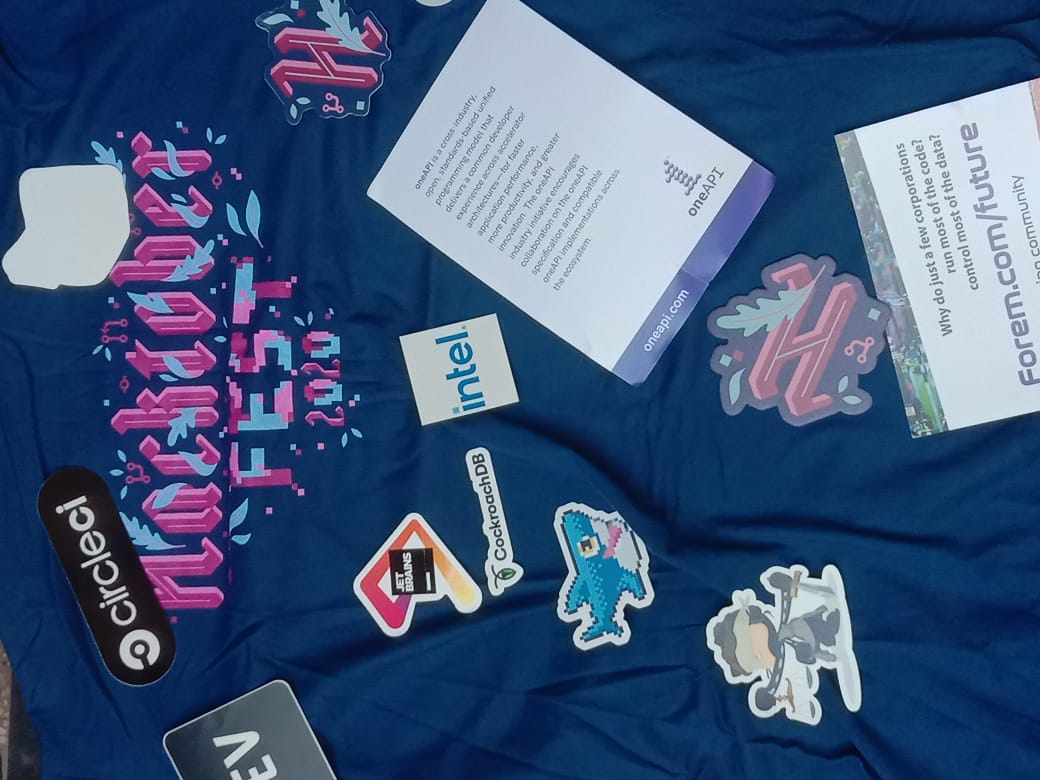 Hacktoberfest
FEST
2020
H
oneAPI is a cross-industry,
open, standards-based unified
programming model that
delivers a common developer
experience across accelerator
architectures—for faster
application performance,
more productivity, and greater
innovation. The oneAPI
industry initiative encourages
collaboration on the oneAPI
specification and compatible
oneAPI implementations across
the ecosystem
oneAPI
oneapi.com
Why do just a few corporations
run most of the code?
control most of the data?
Forem.com/future
community
H
intel
JET
BRAINS
CockroachDB
circleci
EV